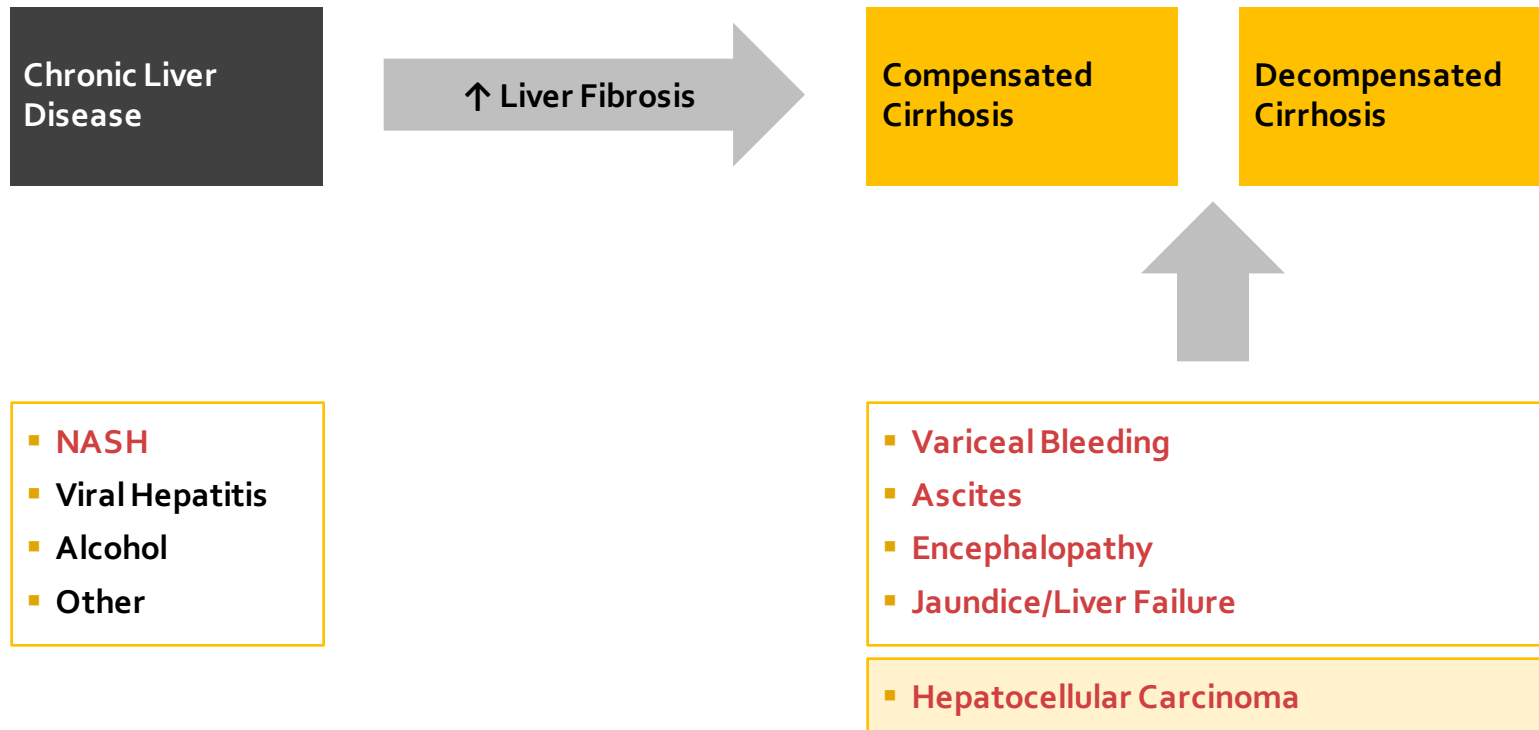 Chronic Liver
Disease
↑ Liver Fibrosis
Compensated
Cirrhosis
Decompensated
Cirrhosis
▪ NASH
▪ Viral Hepatitis
▪ Alcohol
▪ Other
▪ Variceal Bleeding
▪ Ascites
▪ Encephalopathy
▪ Jaundice/Liver Failure
▪ Hepatocellular Carcinoma